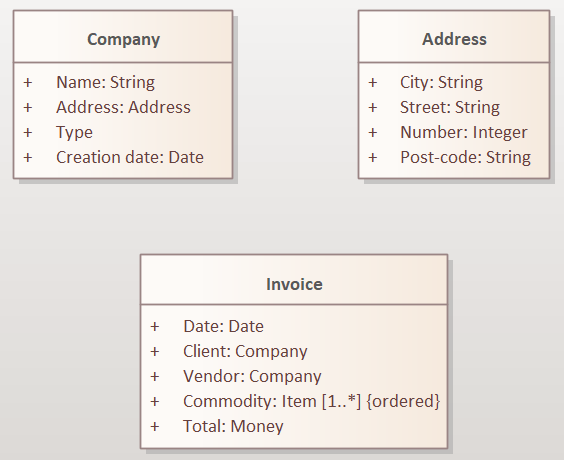 Company
+ Name: String
+ Address: Address
+ Type
+ Creation date: Date
Address
+ City: String
+ Street: String
+ Number: Integer
+ Post-code: String
Invoice
+ Date: Date
+ Client: Company
+ Vendor: Company
+ Commodity: Item [1..*] {ordered}
+ Total: Money